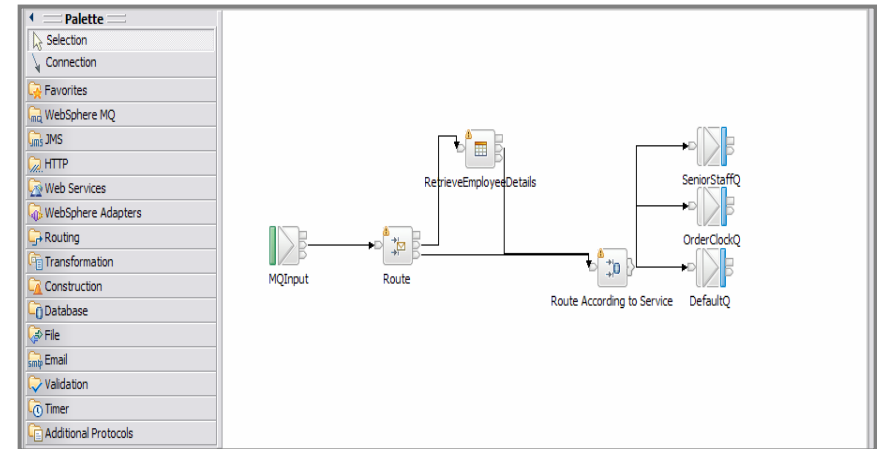 Palette
Selection
Connection
Favorites
WebSphere MQ
JMS
HTTP
Web Services
WebSphere Adapters
Routing
Transformation
Construction
Database
File
Email
Validation
Timer
Additional Protocols
RetrieveEmployeeDetails
SeniorStaffQ
OrderClockQ
MQInput
Route
Route According to Service
DefaultQ